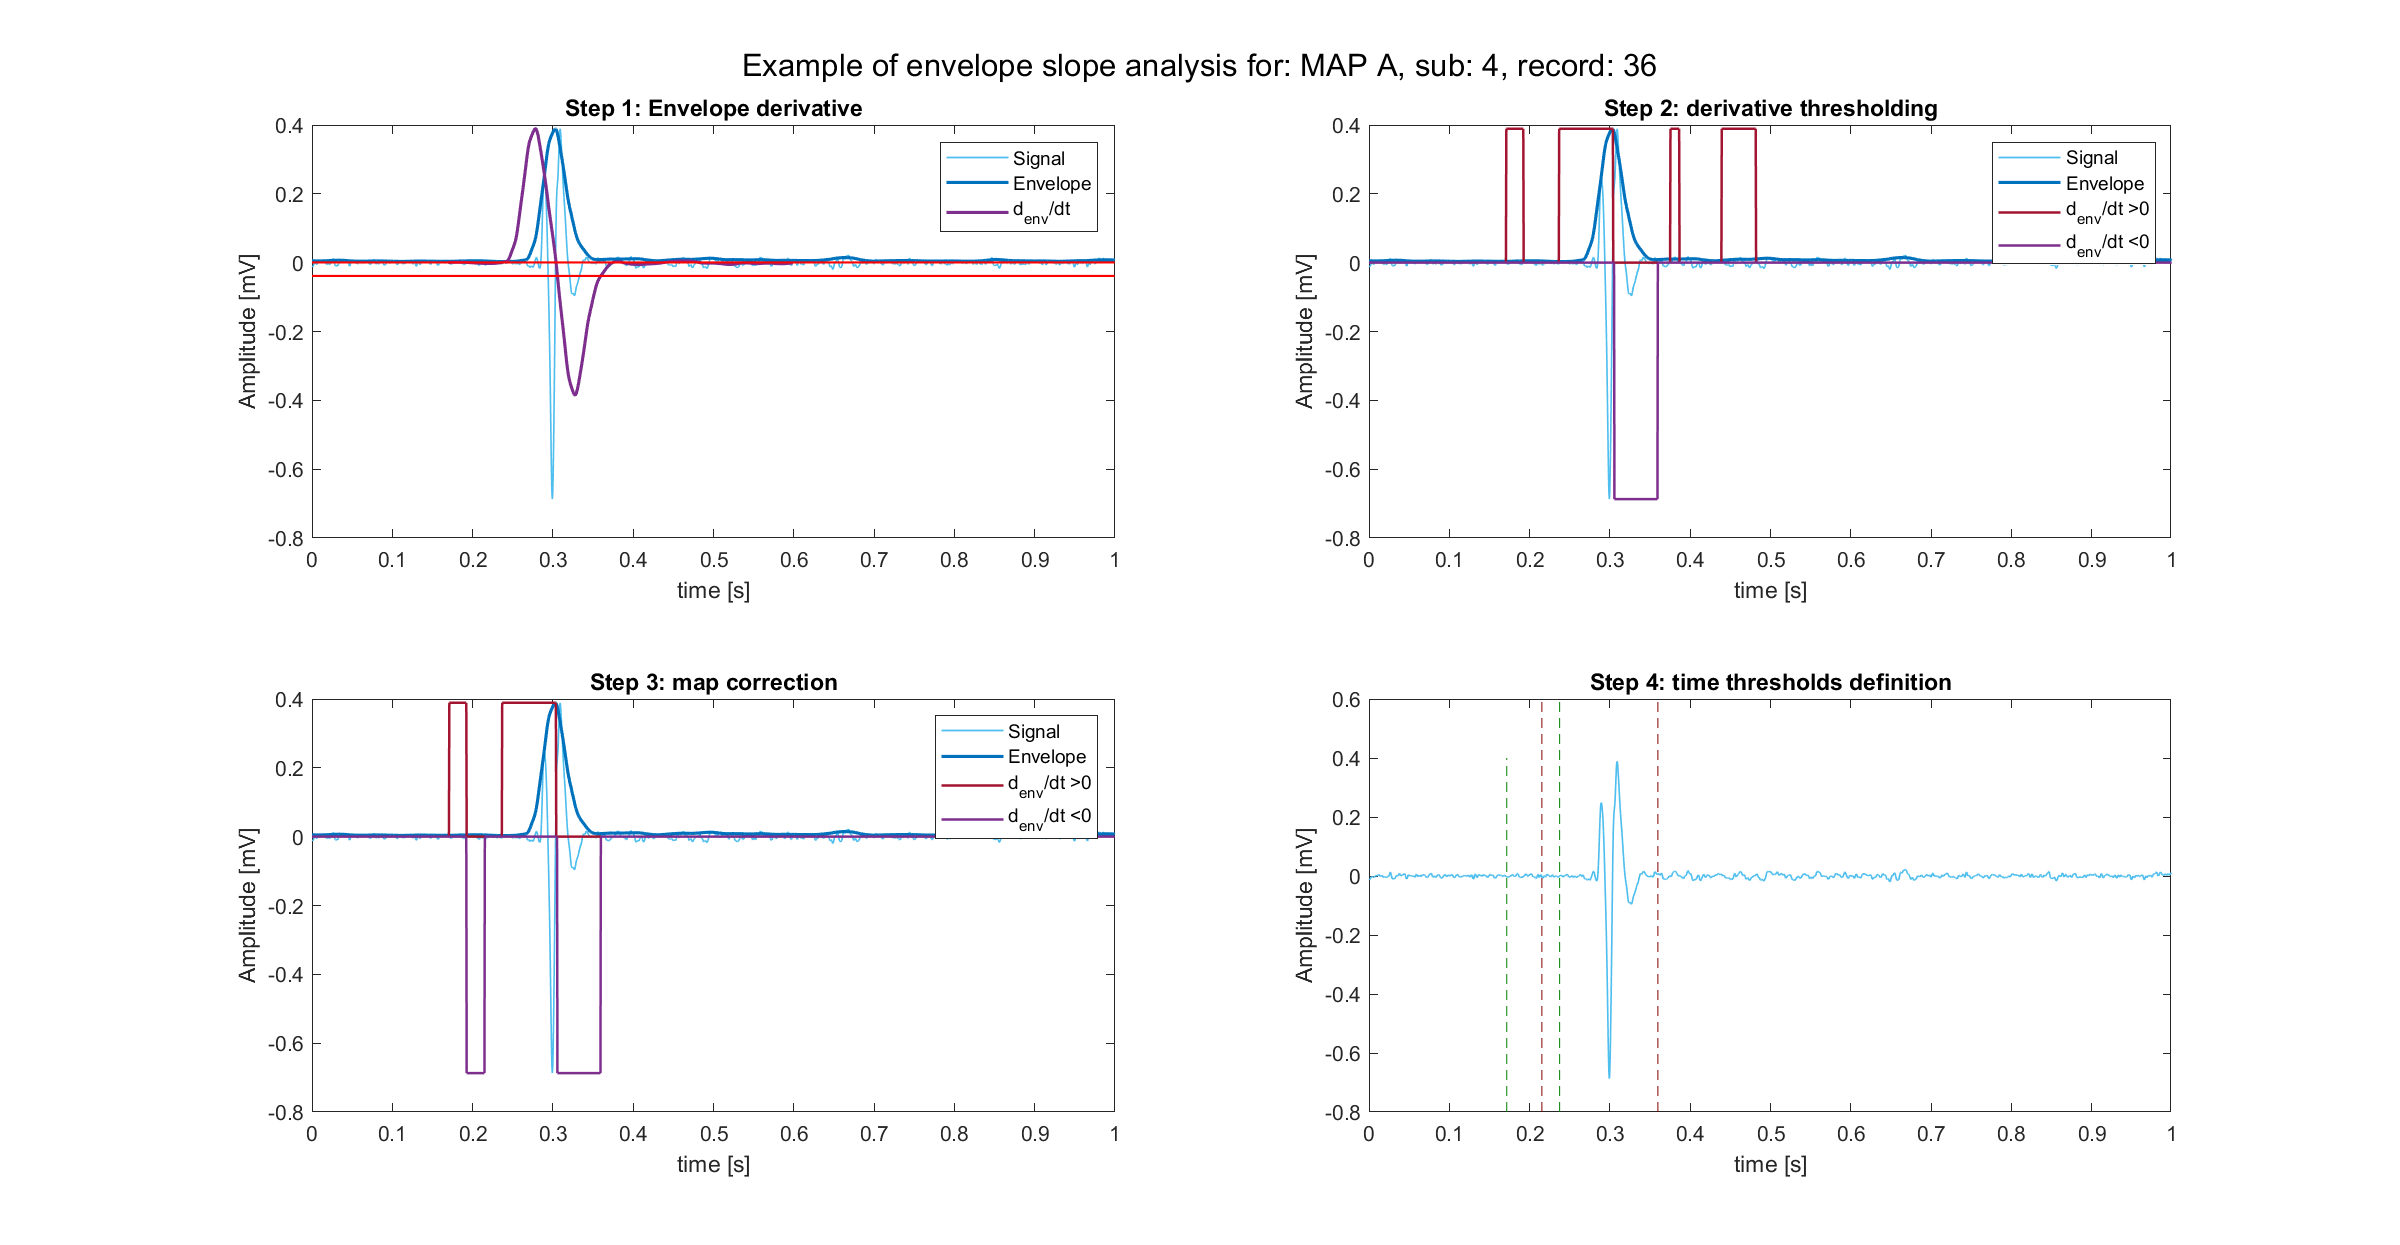 Example of envelope slope analysis for: MAP A, sub: 4, record: 36
Step 1: Envelope derivative
0.4
0.2
0
-0.2
-0.4
-0.6
-0.8
Amplitude [mV]
0 0.1 0.2 0.3 0.4 0.5 0.6 0.7 0.8 0.9 1
time [s]
Signal
Envelope
d_env/dt
Step 2: derivative thresholding
0.4
0.2
0
-0.2
-0.4
-0.6
-0.8
Amplitude [mV]
0 0.1 0.2 0.3 0.4 0.5 0.6 0.7 0.8 0.9 1
time [s]
Signal
Envelope
d_env/dt >0
d_env/dt <0
Step 3: map correction
0.4
0.2
0
-0.2
-0.4
-0.6
-0.8
Amplitude [mV]
0 0.1 0.2 0.3 0.4 0.5 0.6 0.7 0.8 0.9 1
time [s]
Signal
Envelope
d_env/dt >0
d_env/dt <0
Step 4: time thresholds definition
0.6
0.4
0.2
0
-0.2
-0.4
-0.6
-0.8
Amplitude [mV]
0 0.1 0.2 0.3 0.4 0.5 0.6 0.7 0.8 0.9 1
time [s]